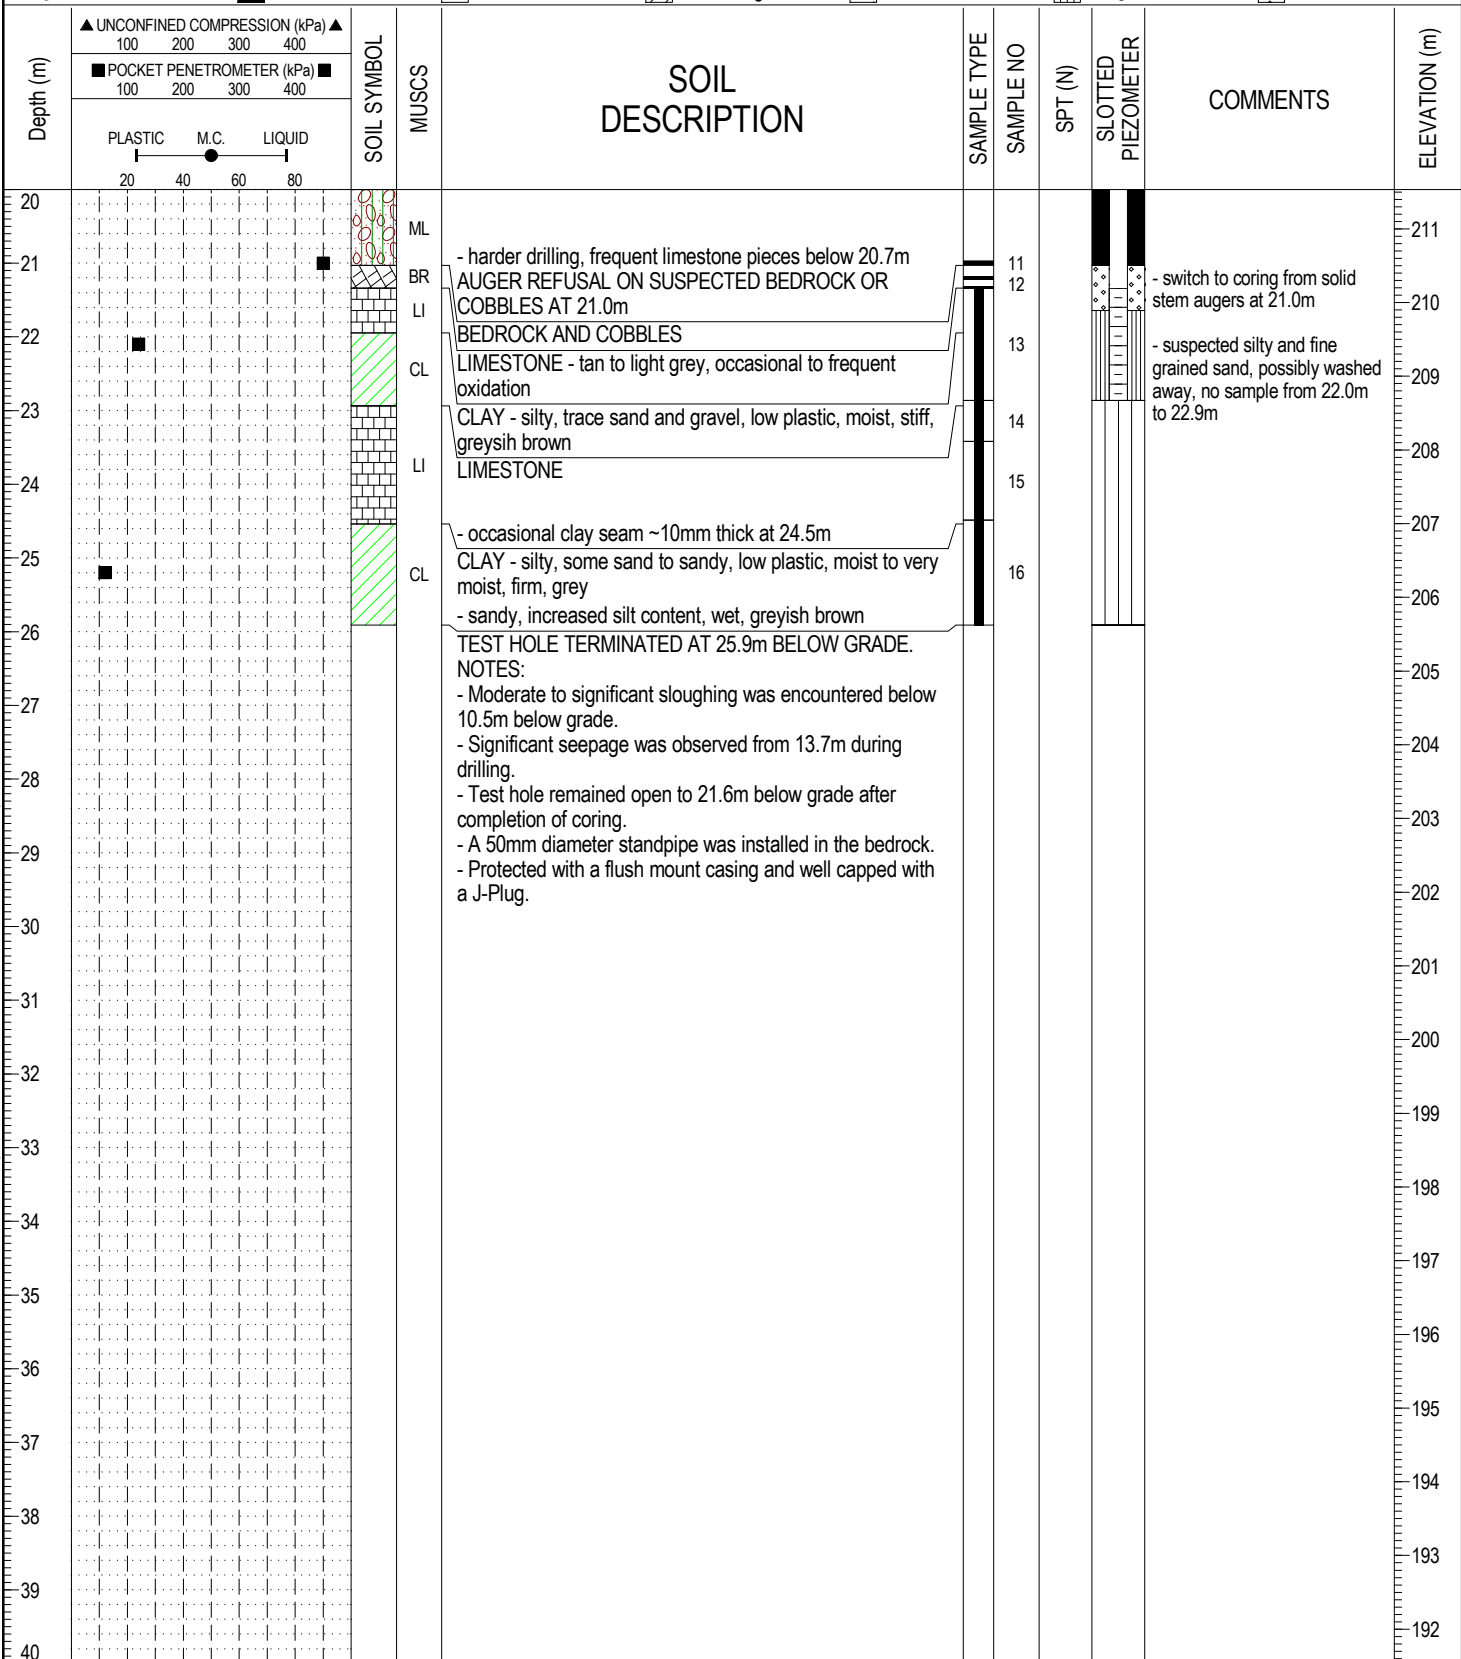 ▲ UNCONFINED COMPRESSION (kPa) ▲
100 200 300 400
■ POCKET PENETROMETER (kPa) ■
100 200 300 400
PLASTIC M.C. LIQUID
20 40 60 80
Depth (m)
SOIL SYMBOL
MUSCS
SOIL
DESCRIPTION
SAMPLE TYPE
SAMPLE NO
SPT (N)
SLOTTED
PIEZOMETER
COMMENTS
ELEVATION (m)
20
21
22
23
24
25
26
27
28
29
30
31
32
33
34
35
36
37
38
39
40
ML
BR
LI
CL
LI
CL
- harder drilling, frequent limestone pieces below 20.7m
AUGER REFUSAL ON SUSPECTED BEDROCK OR
COBBLES AT 21.0m
BEDROCK AND COBBLES
LIMESTONE - tan to light grey, occasional to frequent
oxidation
CLAY - silty, trace sand and gravel, low plastic, moist, stiff,
greysih brown
LIMESTONE
- occasional clay seam ~10mm thick at 24.5m
CLAY - silty, some sand to sandy, low plastic, moist to very
moist, firm, grey
- sandy, increased silt content, wet, greyish brown
TEST HOLE TERMINATED AT 25.9m BELOW GRADE.
NOTES:
- Moderate to significant sloughing was encountered below
10.5m below grade.
- Significant seepage was observed from 13.7m during
drilling.
- Test hole remained open to 21.6m below grade after
completion of coring.
- A 50mm diameter standpipe was installed in the bedrock.
- Protected with a flush mount casing and well capped with
a J-Plug.
11
12
13
14
15
16
- switch to coring from solid
stem augers at 21.0m
- suspected silty and fine
grained sand, possibly washed
away, no sample from 22.0m
to 22.9m
211
210
209
208
207
206
205
204
203
202
201
200
199
198
197
196
195
194
193
192